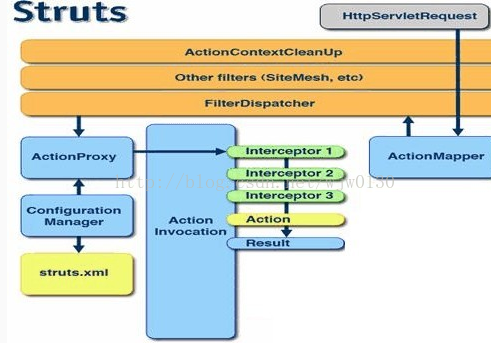 Struts
HttpServletRequest
ActionContextCleanUp
Other filters (SiteMesh, etc)
FilterDispatcher
ActionProxy
Interceptor 1
ActionMapper
Interceptor 2
Interceptor 3
Configuration
Manager
Action
Invocation
Action
Result
struts.xml